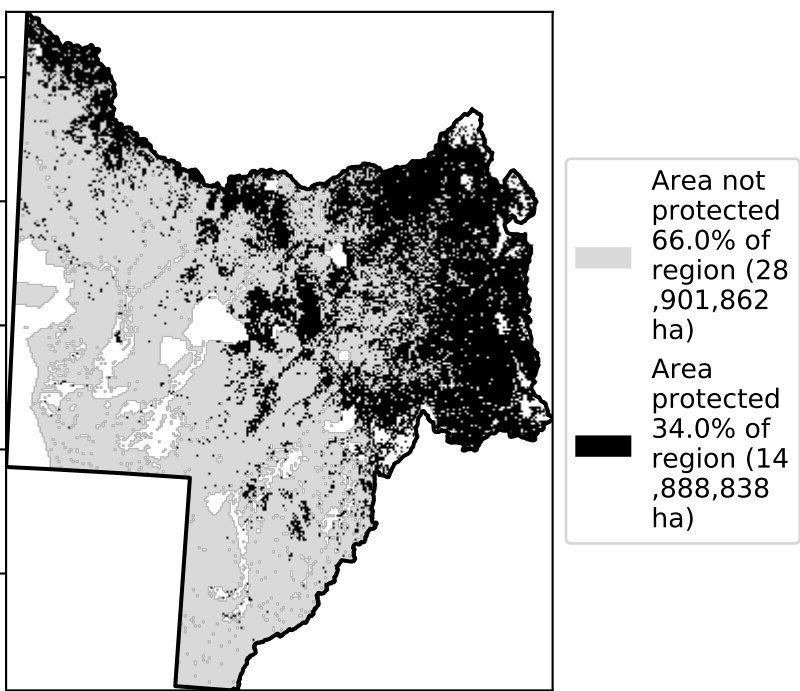 Area not
protected
66.0% of
region (28
,901,862
ha)
Area
protected
34.0% of
region (14
,888,838
ha)